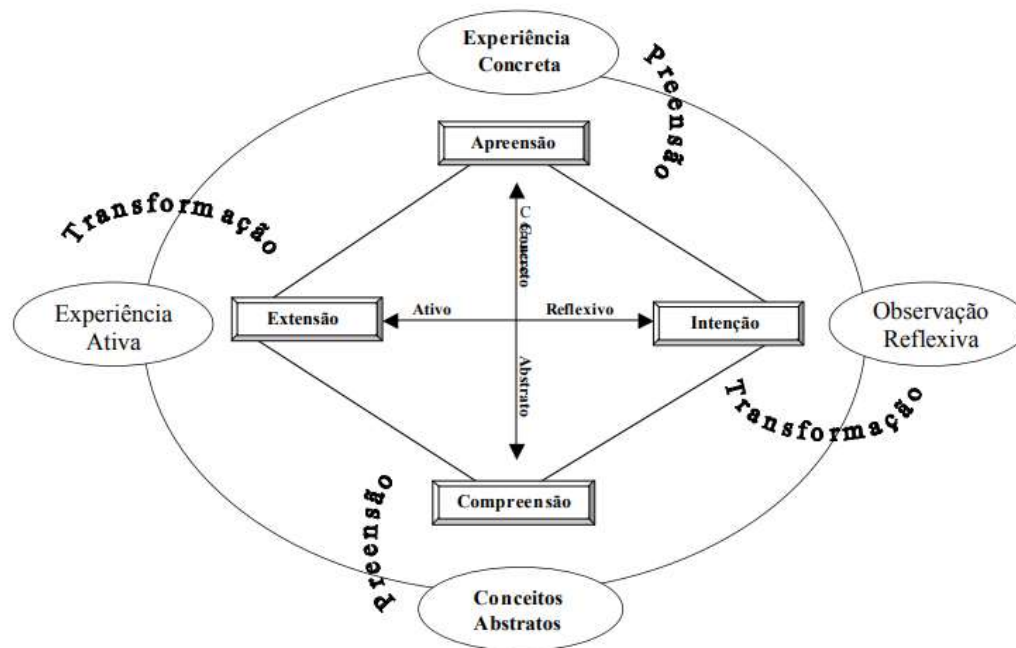 Experiência
Concreta
Preensão
Apreensão
Transformação
Concreto
Experiência
Ativa
Extensão
Ativo
Reflexivo
Intenção
Observação
Reflexiva
Abstrato
Transformação
Compreensão
Preensão
Conceitos
Abstratos